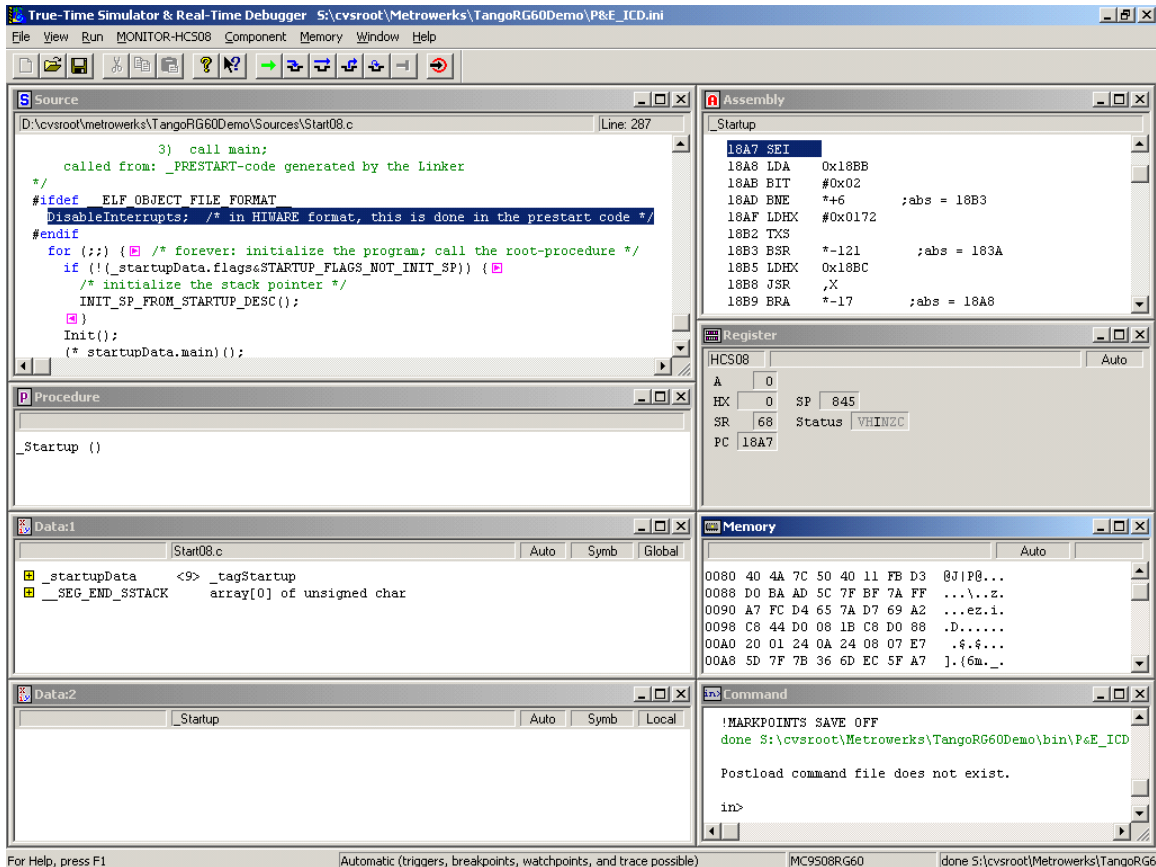 True-Time Simulator & Real-Time Debugger S:\cvsroot\Metrowerks\TangoRG60Demo\P&E_ICD.ini
File View Run MONITOR-HCS08 Component Memory Window Help
Source
D:\cvsroot\metrowerks\TangoRG60Demo\Sources\Start08.c Line: 287
3) call main;
called from: _PRESTART-code generated by the Linker
*/
#ifdef __ELF_OBJECT_FILE_FORMAT__
DisableInterrupts; /* in HIWARE format, this is done in the prestart code */
#endif
for (;;) { /* forever: initialize the program; call the root-procedure */
if (!(_startupData.flags&STARTUP_FLAGS_NOT_INIT_SP)) {
/* initialize the stack pointer */
INIT_SP_FROM_STARTUP_DESC();
}
Init();
(*_startupData.main)();
Procedure
_Startup ()
Data:1
Start08.c Auto Symb Global
_startupData <9> _tagStartup
__SEG_END_SSTACK array[0] of unsigned char
Data:2
_Startup Auto Symb Local
Assembly
_Startup
18A7 SEI
18A8 LDA 0x18BB
18AB BIT #0x02
18AD BNE *+6 ;abs = 18B3
18AF LDHX #0x0172
18B2 TXS
18B3 BSR *-121 ;abs = 183A
18B5 LDHX 0x18BC
18B8 JSR ,X
18B9 BRA *-17 ;abs = 18A8
Register
HCS08 Auto
A 0
HX 0 SP 845
SR 68 Status VHINZC
PC 18A7
Memory
Auto
0080 40 4A 7C 50 40 11 FB D3 @J|P@...
0088 D0 BA AD 5C 7F BF 7A FF ...\..z.
0090 A7 FC D4 65 7A D7 69 A2 ...ez.i.
0098 C8 44 D0 08 1B C8 D0 88 .D......
00A0 20 01 24 0A 24 08 07 E7 .$.$...
00A8 5D 7F 7B 36 6D EC 5F A7 ].{6m._.
Command
!MARKPOINTS SAVE OFF
done S:\cvsroot\Metrowerks\TangoRG60Demo\bin\P&E_ICD
Postload command file does not exist.
in>
For Help, press F1 Automatic (triggers, breakpoints, watchpoints, and trace possible) MC9S08RG60 done S:\cvsroot\Metrowerks\TangoRG6